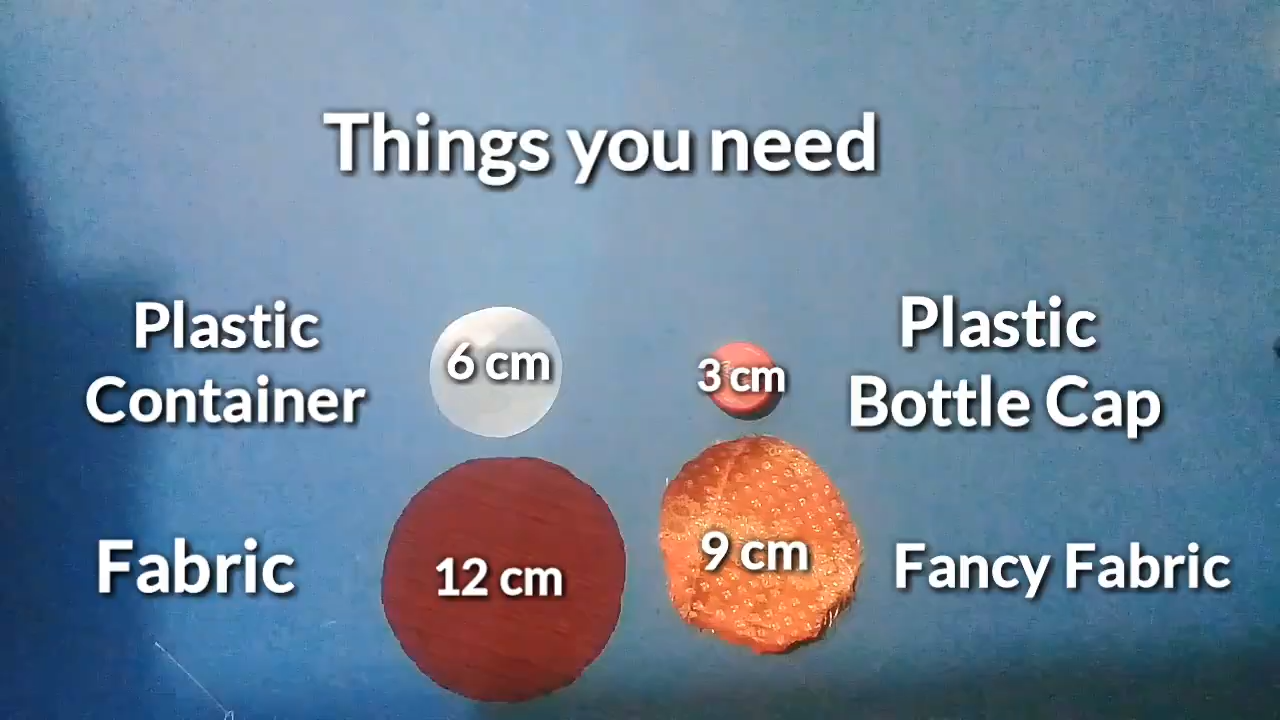 Things you need
Plastic
Container
6 cm
3 cm
Plastic
Bottle Cap
Fabric
12 cm
9 cm
Fancy Fabric